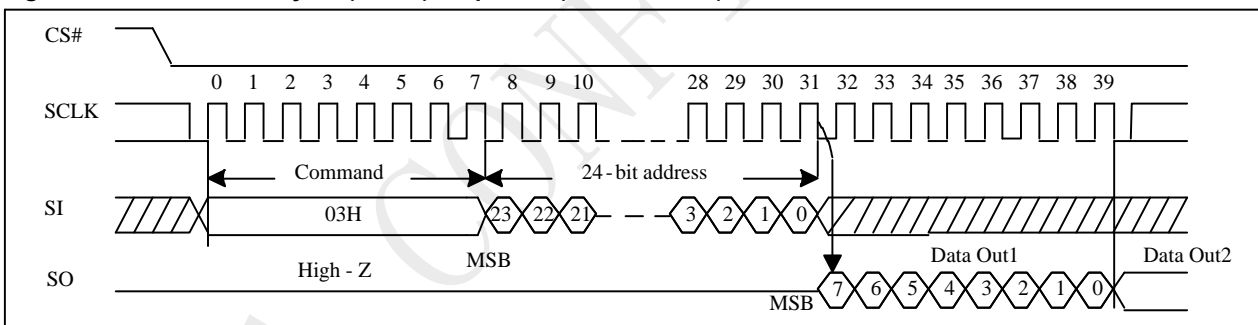 CS#
0 1 2 3 4 5 6 7 8 9 10 28 29 30 31 32 33 34 35 36 37 38 39
SCLK
Command 24-bit address
SI 03H 23 22 21 3 2 1 0
High - Z MSB Data Out1 Data Out2
SO MSB 7 6 5 4 3 2 1 0